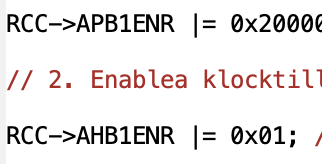 RCC->APB1ENR |= 0x20000
// 2. Enablea klocktill
RCC->AHB1ENR |= 0x01; /